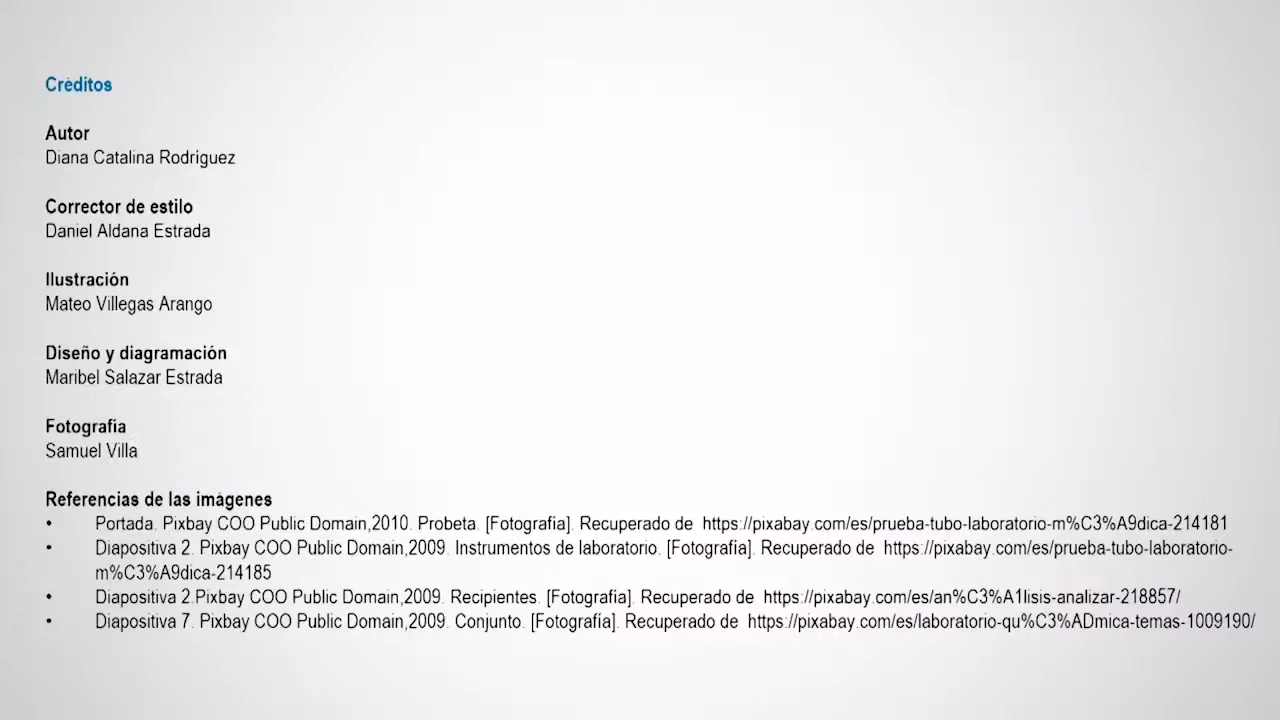 Créditos
Autor
Diana Catalina Rodríguez
Corrector de estilo
Daniel Aldana Estrada
Ilustración
Mateo Villegas Arango
Diseño y diagramación
Maribel Salazar Estrada
Fotografía
Samuel Villa
Referencias de las imágenes
• Portada. Pixbay COO Public Domain,2010. Probeta. [Fotografía]. Recuperado de https://pixabay.com/es/prueba-tubo-laboratorio-m%C3%A9dica-214181
• Diapositiva 2. Pixbay COO Public Domain,2009. Instrumentos de laboratorio. [Fotografía]. Recuperado de https://pixabay.com/es/prueba-tubo-laboratorio-
m%C3%A9dica-214185
• Diapositiva 2.Pixbay COO Public Domain,2009. Recipientes. [Fotografía]. Recuperado de https://pixabay.com/es/an%C3%A1lisis-analizar-218857/
• Diapositiva 7. Pixbay COO Public Domain,2009. Conjunto. [Fotografía]. Recuperado de https://pixabay.com/es/laboratorio-qu%C3%ADmica-temas-1009190/